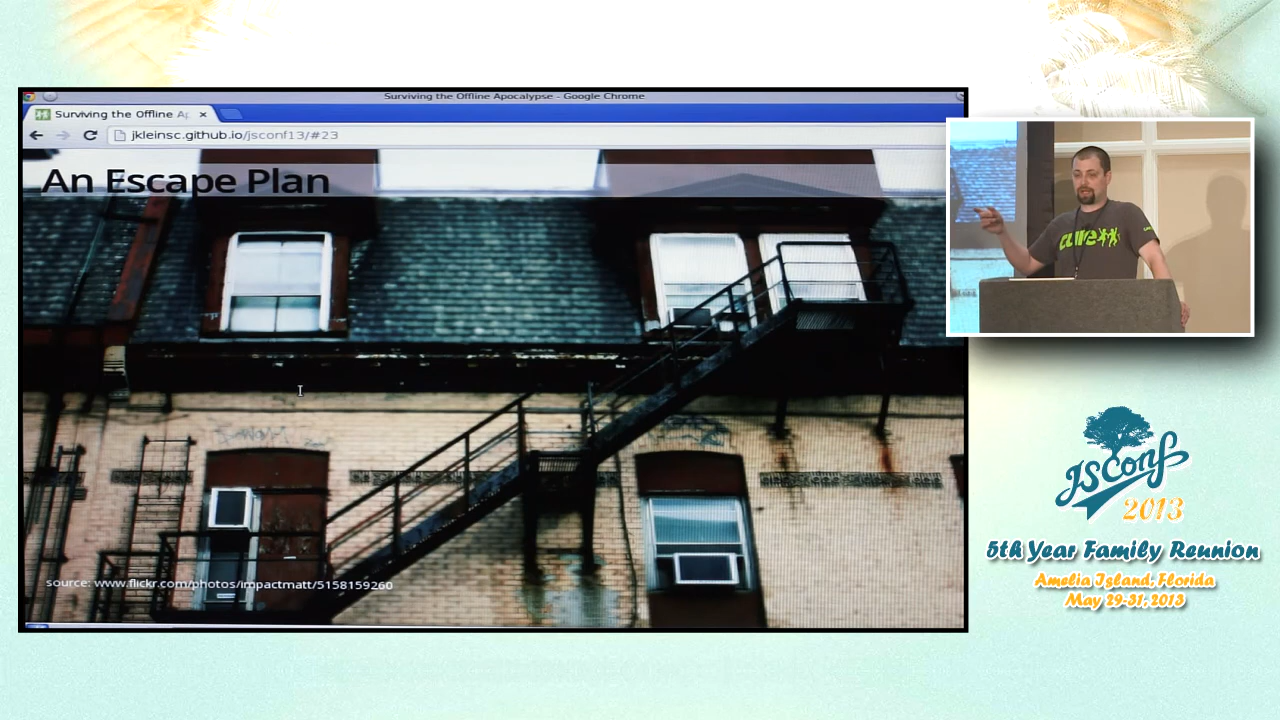 Surviving the Offline Apocalypse - Google Chrome
Surviving the Offline Ap
jkleinsc.github.io/jsconf13/#23
An Escape Plan
source: www.flickr.com/photos/impactmatt/5158159260
JSConf
2013
5th Year Family Reunion
Amelia Island, Florida
May 29-31, 2013